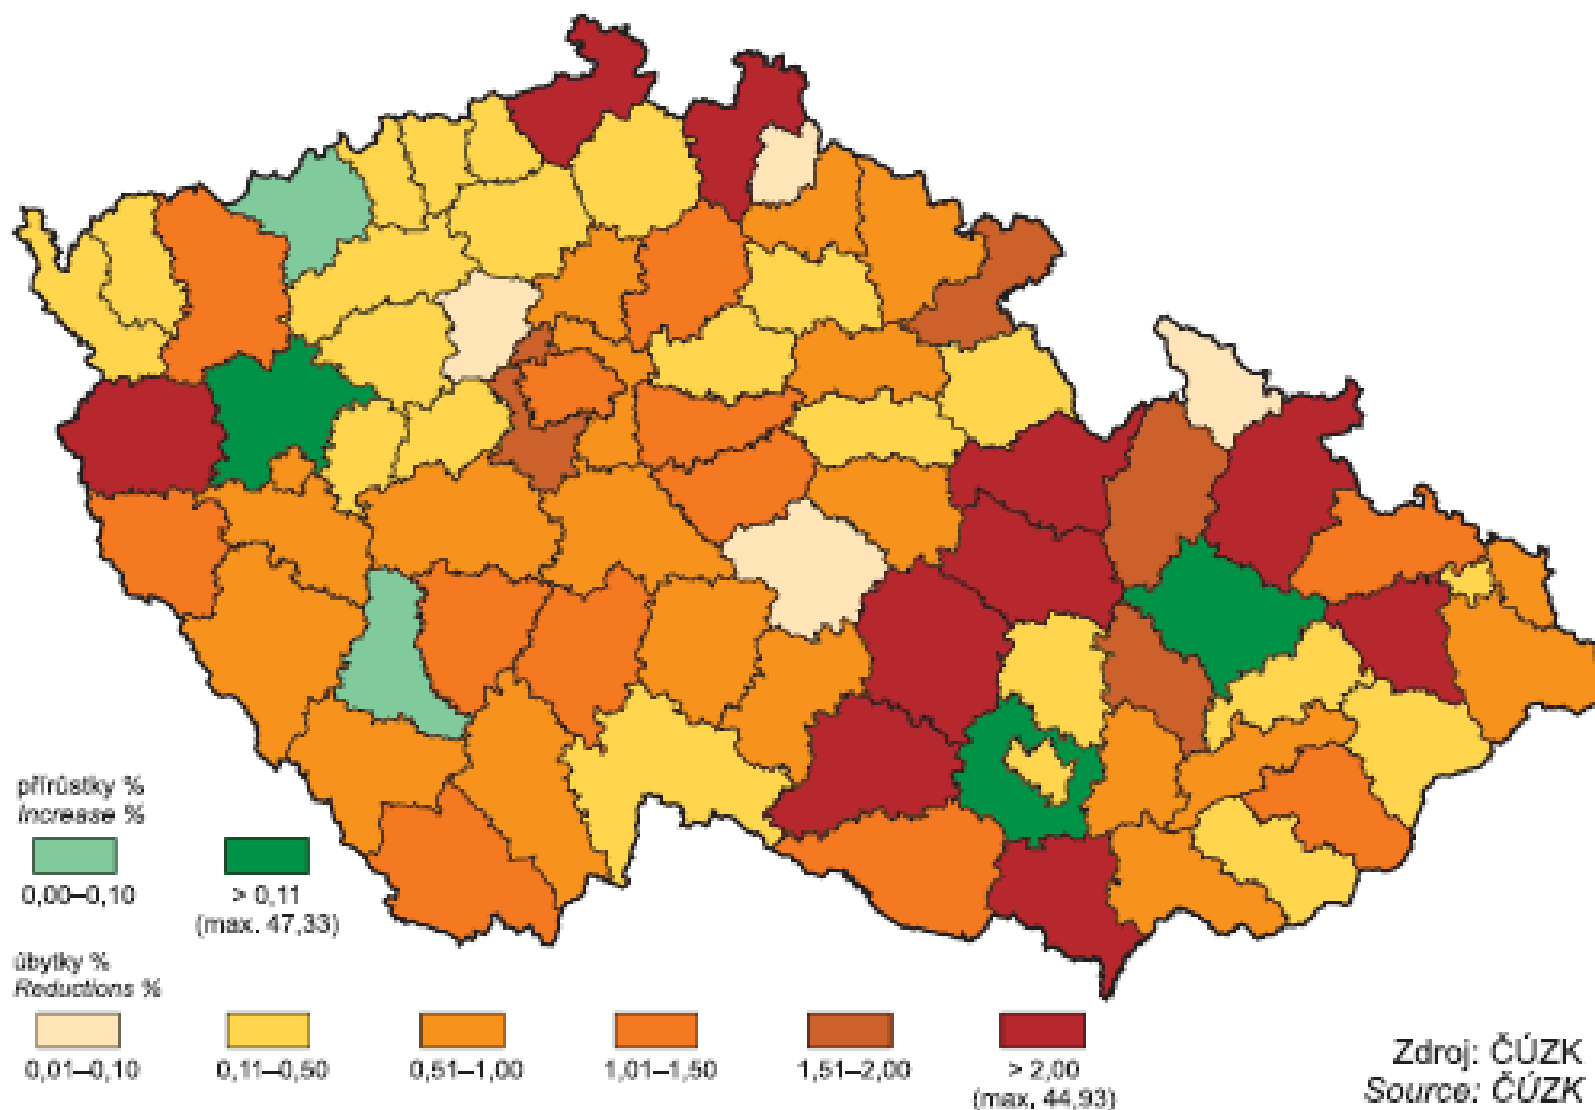 přírůstky %
Increase %
0,00–0,10
> 0,11
(max. 47,33)
úbytky %
Reductions %
0,01–0,10
0,11–0,50
0,51–1,00
1,01–1,50
1,51–2,00
> 2,00
(max. 44,93)
Zdroj: ČÚZK
Source: ČÚZK